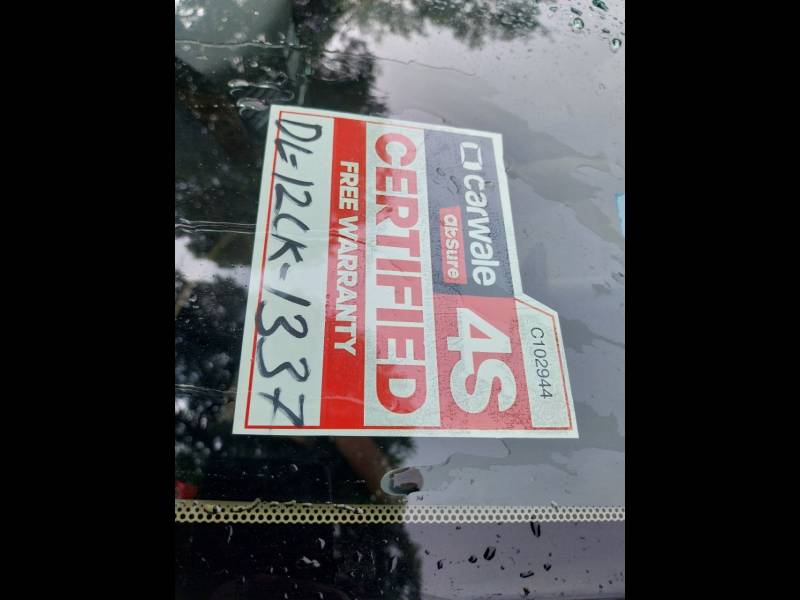 C102944
carwale
abSure
4S
CERTIFIED
FREE WARRANTY
DL-12CK-1337